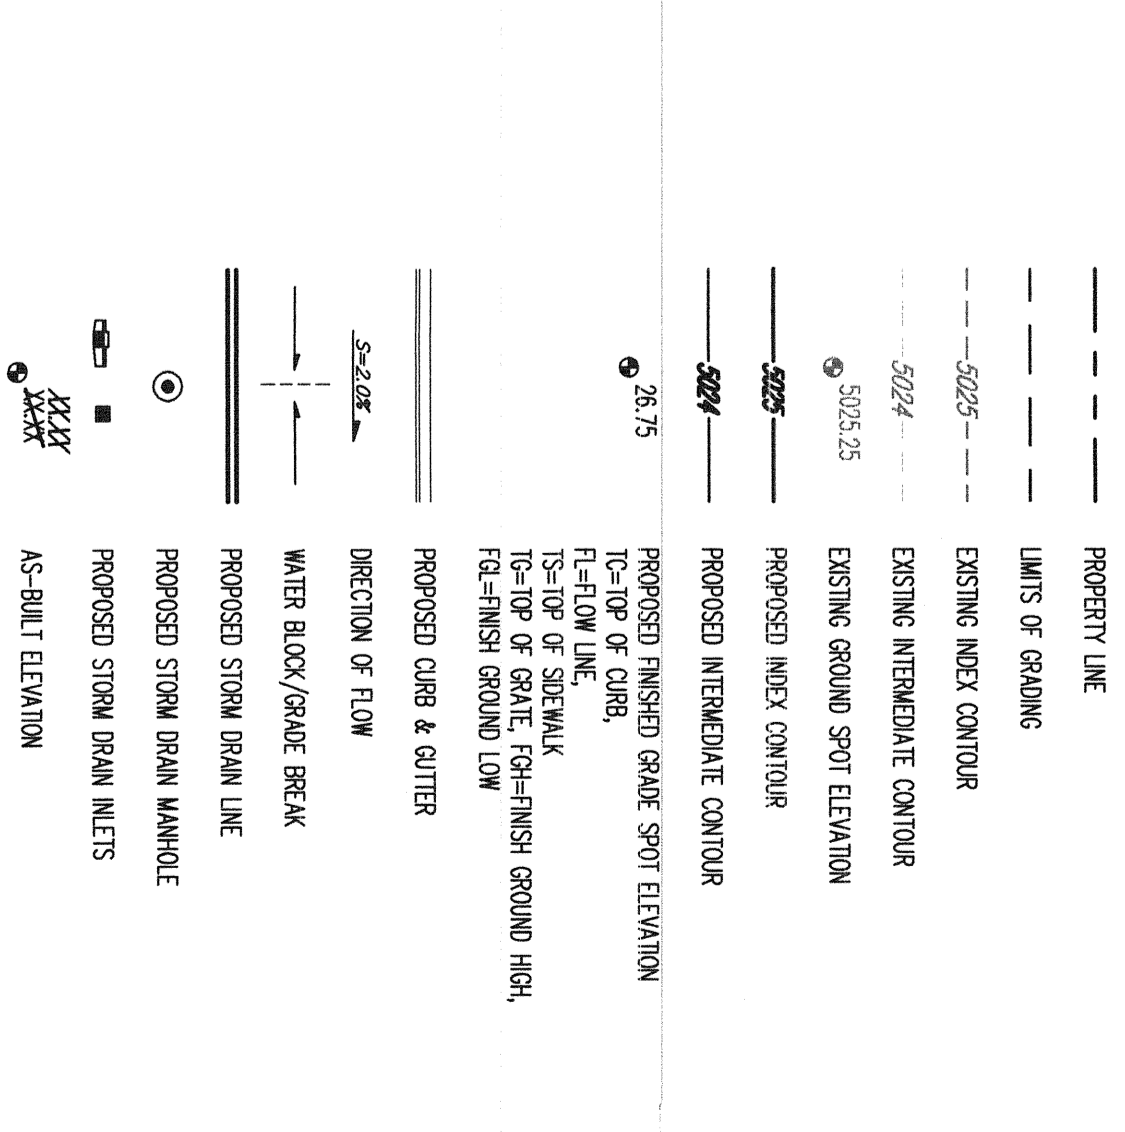 PROPERTY LINE
LIMITS OF GRADING
5025
EXISTING INDEX CONTOUR
5024
EXISTING INTERMEDIATE CONTOUR
5025.25
EXISTING GROUND SPOT ELEVATION
5025
PROPOSED INDEX CONTOUR
5024
PROPOSED INTERMEDIATE CONTOUR
26.75
PROPOSED FINISHED GRADE SPOT ELEVATION
TC=TOP OF CURB,
FL=FLOW LINE,
TS=TOP OF SIDEWALK
TG=TOP OF GRATE, FGH=FINISH GROUND HIGH,
FGL=FINISH GROUND LOW
PROPOSED CURB & GUTTER
S=2.0%
DIRECTION OF FLOW
WATER BLOCK/GRADE BREAK
PROPOSED STORM DRAIN LINE
PROPOSED STORM DRAIN MANHOLE
PROPOSED STORM DRAIN INLETS
XX.XX
XX.XX
AS-BUILT ELEVATION